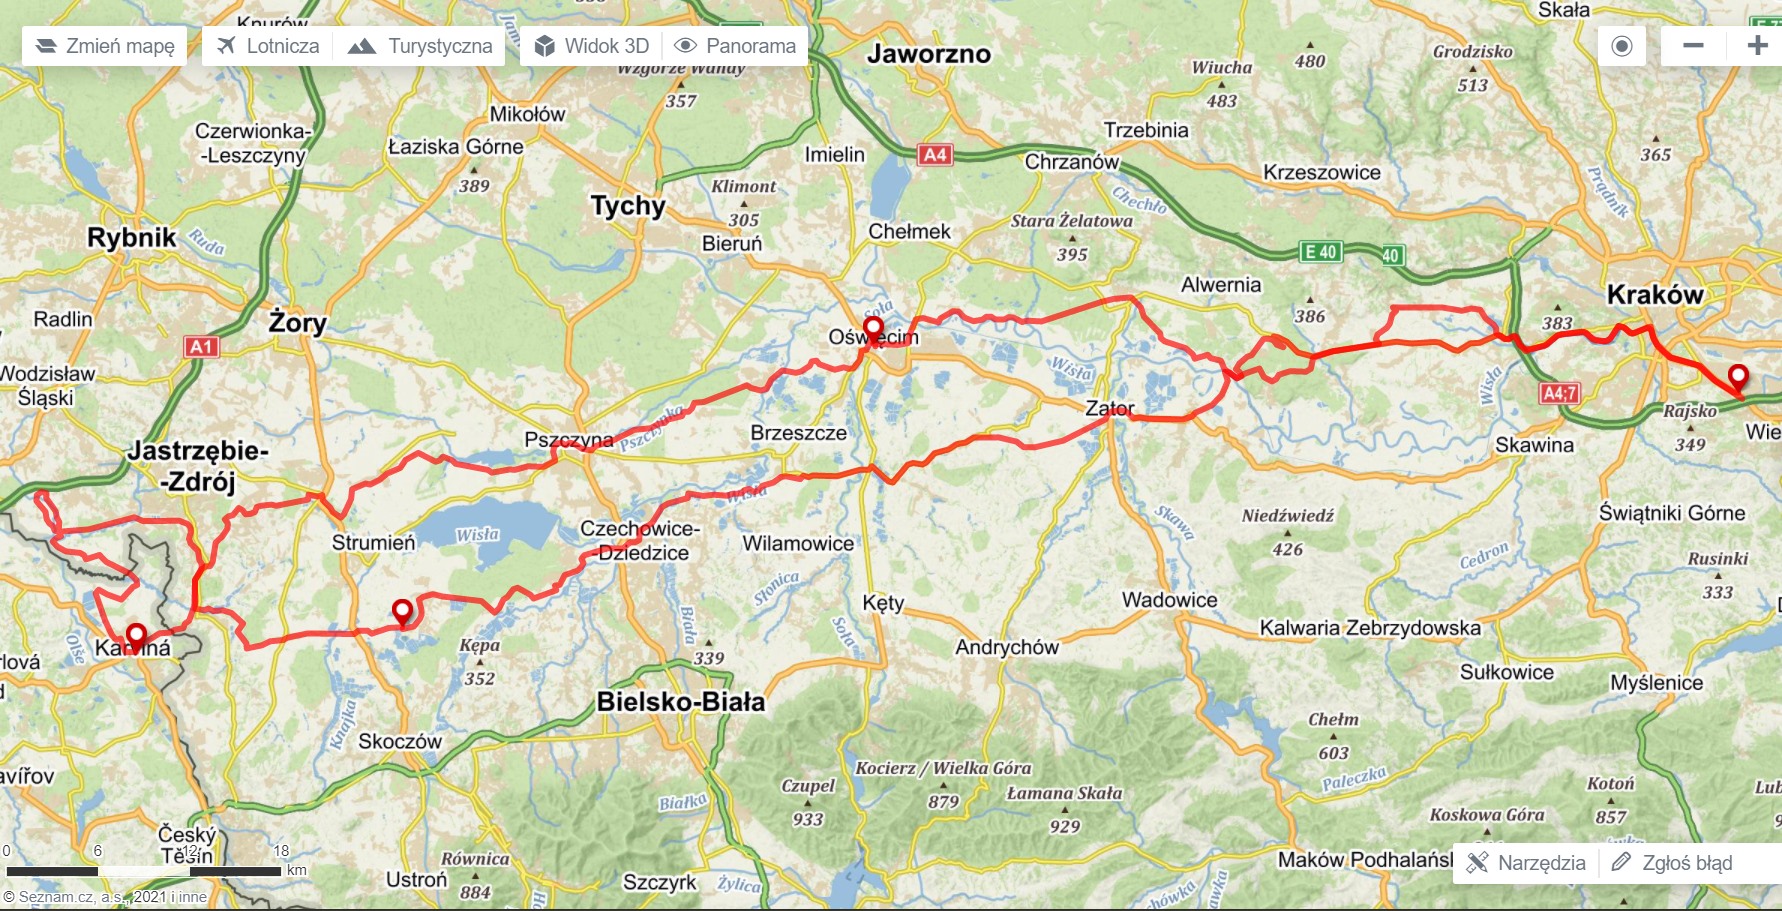 Skała
Knurów
Zmień mapę
Lotnicza
Turystyczna
Widok 3D
Panorama
Jaworzno
Wzgórze Wandy
357
480
Wiucha
483
Grodzisko
513
Mikołów
Czerwionka-
-Leszczyny
Łaziska Górne
389
Imielin
A4
Chrzanów
Trzebinia
Krzeszowice
365
Prądnik
Tychy
Klimont
305
Bieruń
Chełmek
Chechło
Stara Żelatowa
395
Rybnik
Ruda
E 40
40
Alwernia
386
Kraków
383
Radlin
Żory
A1
Soła
Oświęcim
Wodzisław
Śląski
Wisła
Wisła
A4;7
Rajsko
349
Wie
Zator
Pszczyna
Pszczynka
Brzeszcze
Skawina
Jastrzębie-
-Zdrój
Wisła
Strumień
Wisła
Czechowice-
-Dziedzice
Wilamowice
Skawa
Niedźwiedź
426
Świątniki Górne
Cedron
Rusinki
333
Słonica
Kęty
Wadowice
Kalwaria Zebrzydowska
Biała
Soła
Andrychów
Sułkowice
Myślenice
Karviná
Olše
Kępa
352
339
Bielsko-Biała
Knajka
Skoczów
Chełm
603
Paleczka
Kotoń
857
Kocierz / Wielka Góra
879
Czupel
933
Łamana Skała
929
Koskowa Góra
Białka
Český
Těšín
Równica
884
Ustroń
Szczyrk
Żylica
Maków Podhalański
Narzędzia
Zgłoś błąd
0
6
12
18
km
© Seznam.cz, a.s., 2021 i inne